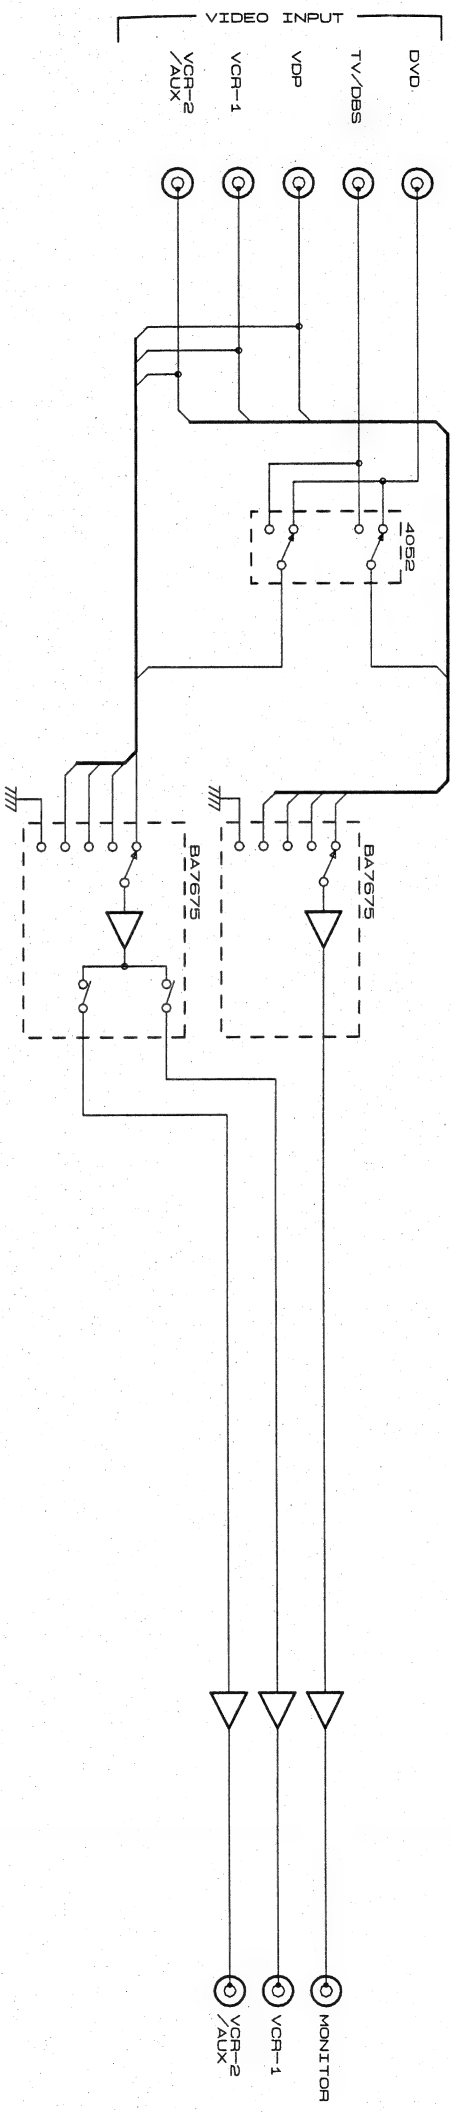 VIDEO INPUT
DVD
TV/DBS
VDP
VCR-1
VCR-2
/AUX
4052
BA7675
BA7675
MONITOR
VCR-1
VCR-2
/AUX